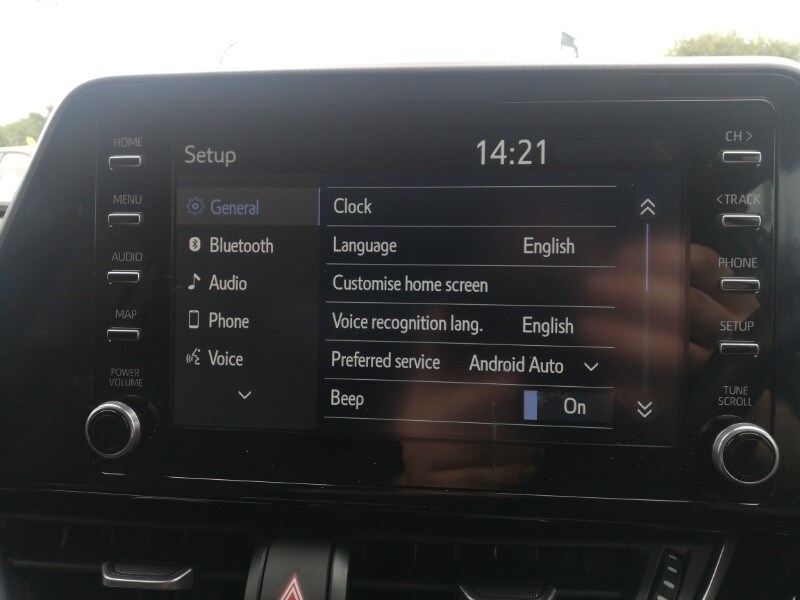 HOME
MENU
AUDIO
MAP
POWER
VOLUME
Setup 14:21
General
Bluetooth
Audio
Phone
Voice
Clock
Language English
Customise home screen
Voice recognition lang. English
Preferred service Android Auto
Beep On
CH >
< TRACK
PHONE
SETUP
TUNE
SCROLL